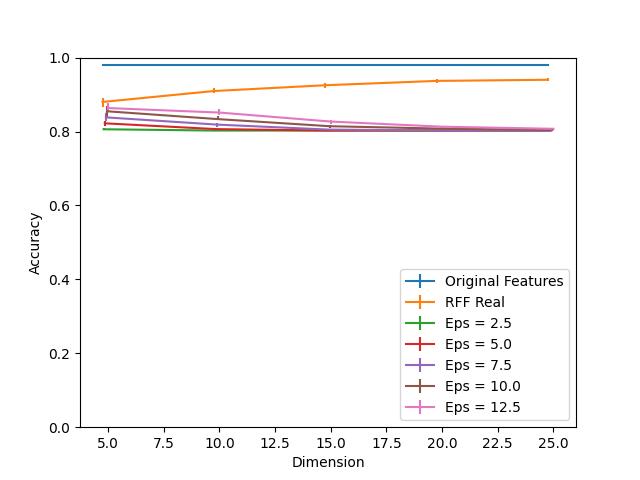 1.0
0.8
0.6
0.4
0.2
0.0
Accuracy
Original Features
RFF Real
Eps = 2.5
Eps = 5.0
Eps = 7.5
Eps = 10.0
Eps = 12.5
5.0 7.5 10.0 12.5 15.0 17.5 20.0 22.5 25.0
Dimension